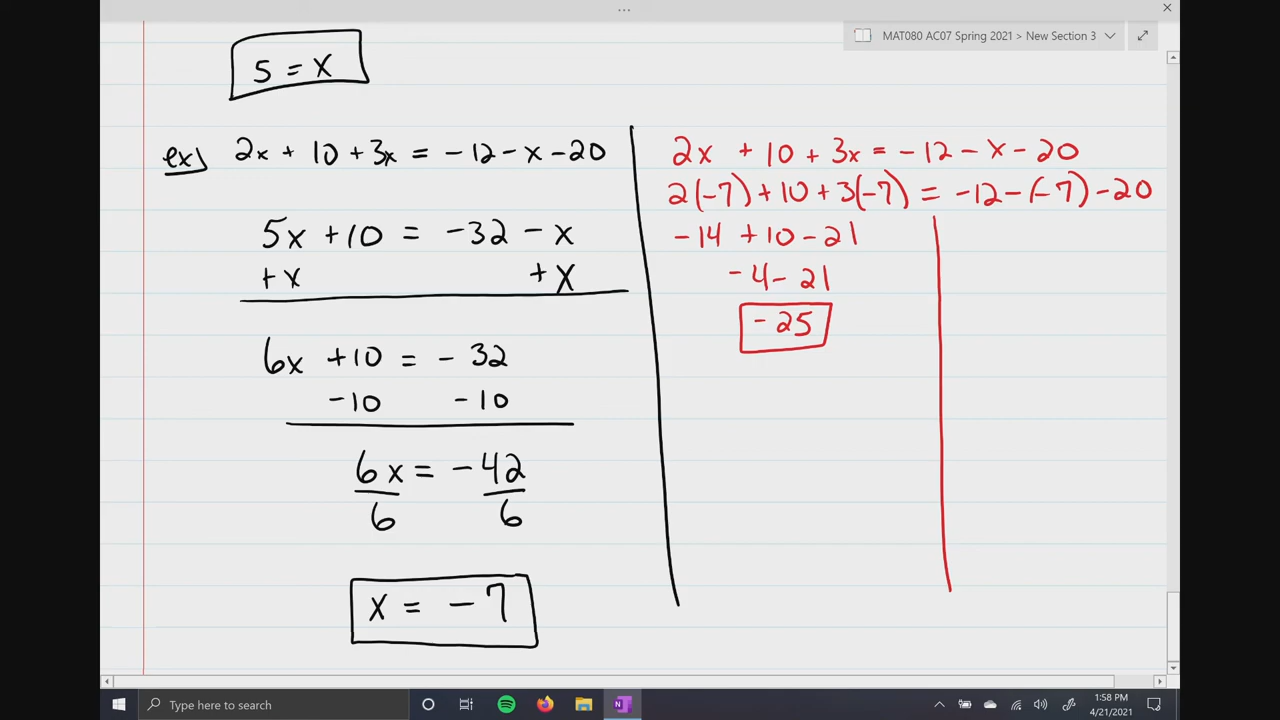 MAT080 AC07 Spring 2021 > New Section 3
5 = x
ex) 2x + 10 + 3x = -12 - x - 20
5x + 10 = -32 - x
+ x + x
6x + 10 = - 32
-10 - 10
6x = - 42
6 6
x = - 7
2x + 10 + 3x = - 12 - x - 20
2(-7) + 10 + 3(-7) = -12 - (-7) - 20
- 14 + 10 - 21
- 4 - 21
- 25
Type here to search
1:58 PM
4/21/2021